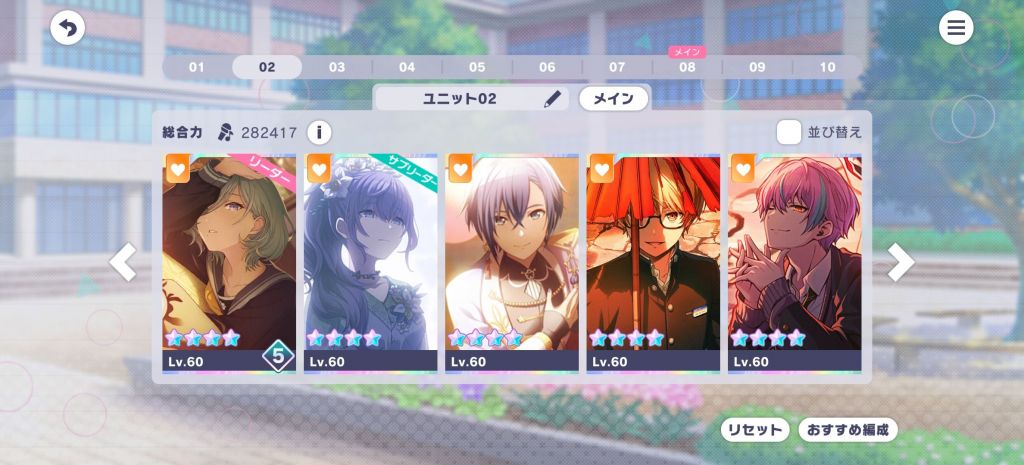 メイン
01 02 03 04 05 06 07 08 09 10
ユニット02 メイン
総合力 282417 i 並び替え
リーダー サブリーダー
Lv.60 5 Lv.60 Lv.60 Lv.60 Lv.60
リセット おすすめ編成